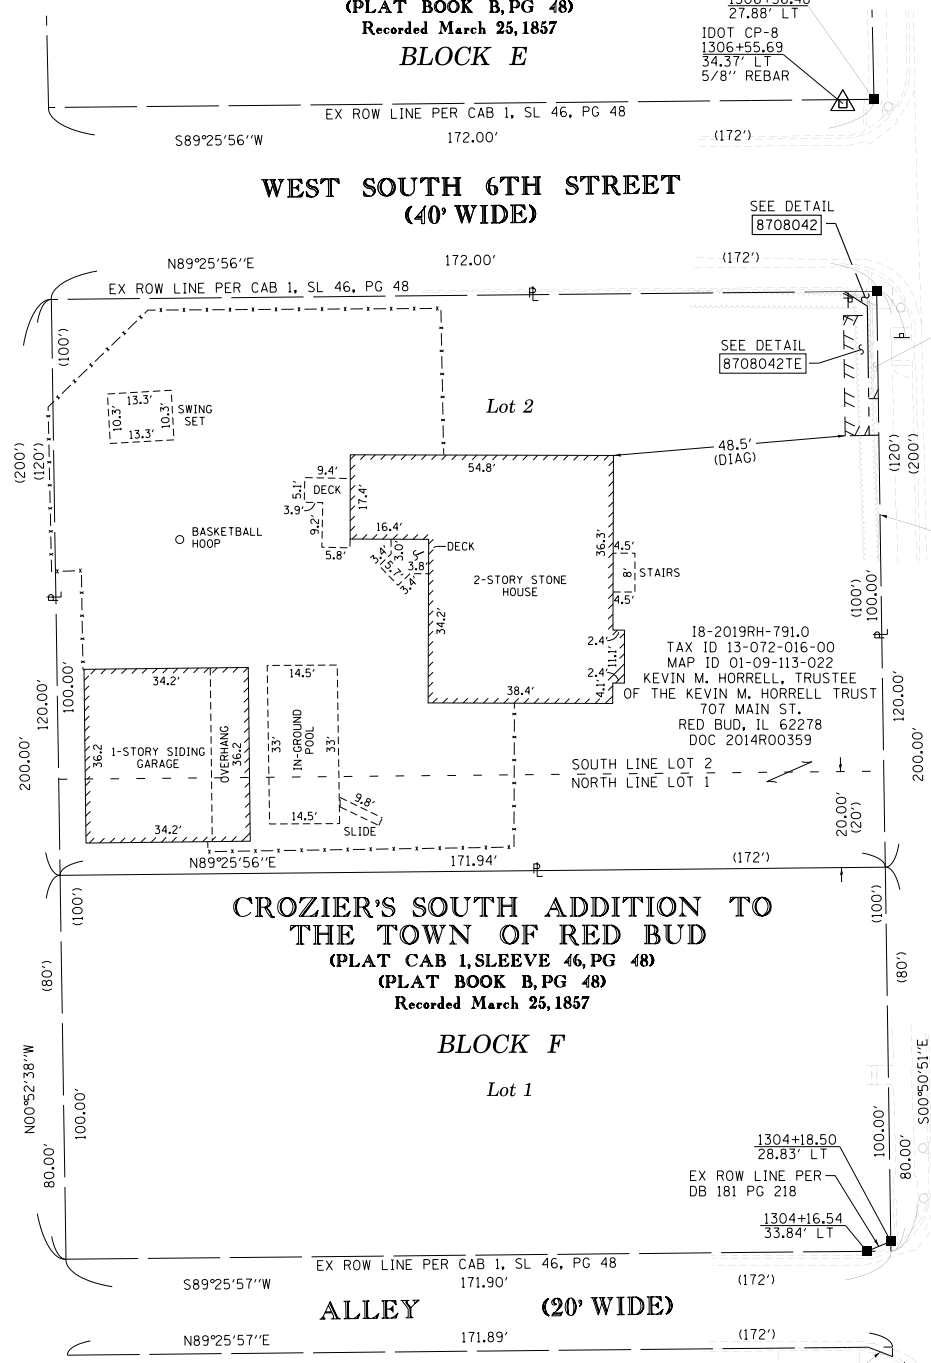 (PLAT BOOK B, PG 48)
Recorded March 25, 1857
BLOCK E
27.88' LT
IDOT CP-8
1306+55.69
34.37' LT
5/8" REBAR
EX ROW LINE PER CAB 1, SL 46, PG 48
S89°25'56"W
172.00'
(172')
WEST SOUTH 6TH STREET
(40' WIDE)
SEE DETAIL
8708042
N89°25'56"E
172.00'
(172')
EX ROW LINE PER CAB 1, SL 46, PG 48
PL
(100')
SEE DETAIL
8708042TE
13.3'
10.3'
10.3'
13.3'
SWING
SET
Lot 2
48.5'
(DIAG)
(200')
(120')
(120')
(200')
54.8'
9.4'
5.1'
DECK
17.4'
3.9'
9.2'
5.8'
16.4'
BASKETBALL
HOOP
DECK
3.4'
3.0'
5.7'
3.8'
3.4'
36.3'
4.5'
8'
STAIRS
4.5'
2-STORY STONE
HOUSE
34.2'
(100')
100.00'
PL
PL
2.4'
11.1'
2.4'
4.1'
38.4'
I8-2019RH-791.0
TAX ID 13-072-016-00
MAP ID 01-09-113-022
KEVIN M. HORRELL, TRUSTEE
OF THE KEVIN M. HORRELL TRUST
707 MAIN ST.
RED BUD, IL 62278
DOC 2014R00359
200.00'
120.00'
100.00'
120.00'
200.00'
34.2'
36.2
1-STORY SIDING
GARAGE
OVERHANG
36.2
34.2'
14.5'
33'
IN-GROUND
POOL
33'
14.5'
9.8'
SLIDE
SOUTH LINE LOT 2
NORTH LINE LOT 1
20.00'
(20')
N89°25'56"E
171.94'
(172')
PL
(100')
(100')
CROZIER'S SOUTH ADDITION TO
THE TOWN OF RED BUD
(PLAT CAB 1, SLEEVE 46, PG 48)
(PLAT BOOK B, PG 48)
Recorded March 25, 1857
(80')
(80')
BLOCK F
Lot 1
N00°52'38"W
100.00'
80.00'
S00°50'51"E
100.00'
80.00'
1304+18.50
28.83' LT
EX ROW LINE PER
DB 181 PG 218
1304+16.54
33.84' LT
EX ROW LINE PER CAB 1, SL 46, PG 48
S89°25'57"W
171.90'
(172')
ALLEY (20' WIDE)
N89°25'57"E
171.89'
(172')